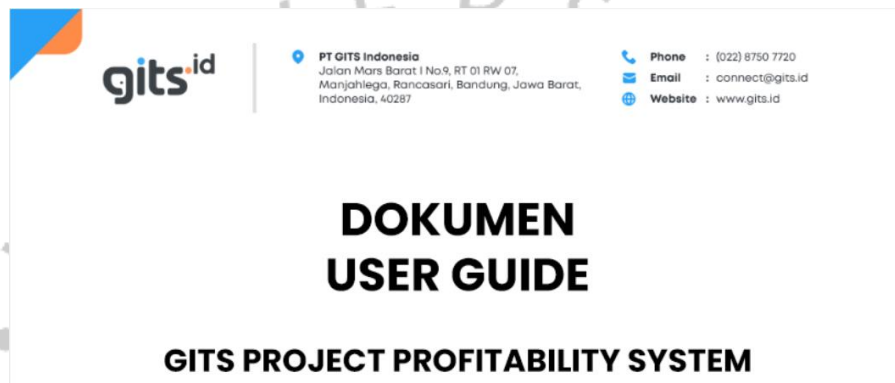 gits.id
PT GITS Indonesia
Jalan Mars Barat I No.9, RT 01 RW 07,
Manjahlega, Rancasari, Bandung, Jawa Barat,
Indonesia, 40287
Phone : (022) 8750 7720
Email : connect@gits.id
Website : www.gits.id
DOKUMEN
USER GUIDE
GITS PROJECT PROFITABILITY SYSTEM